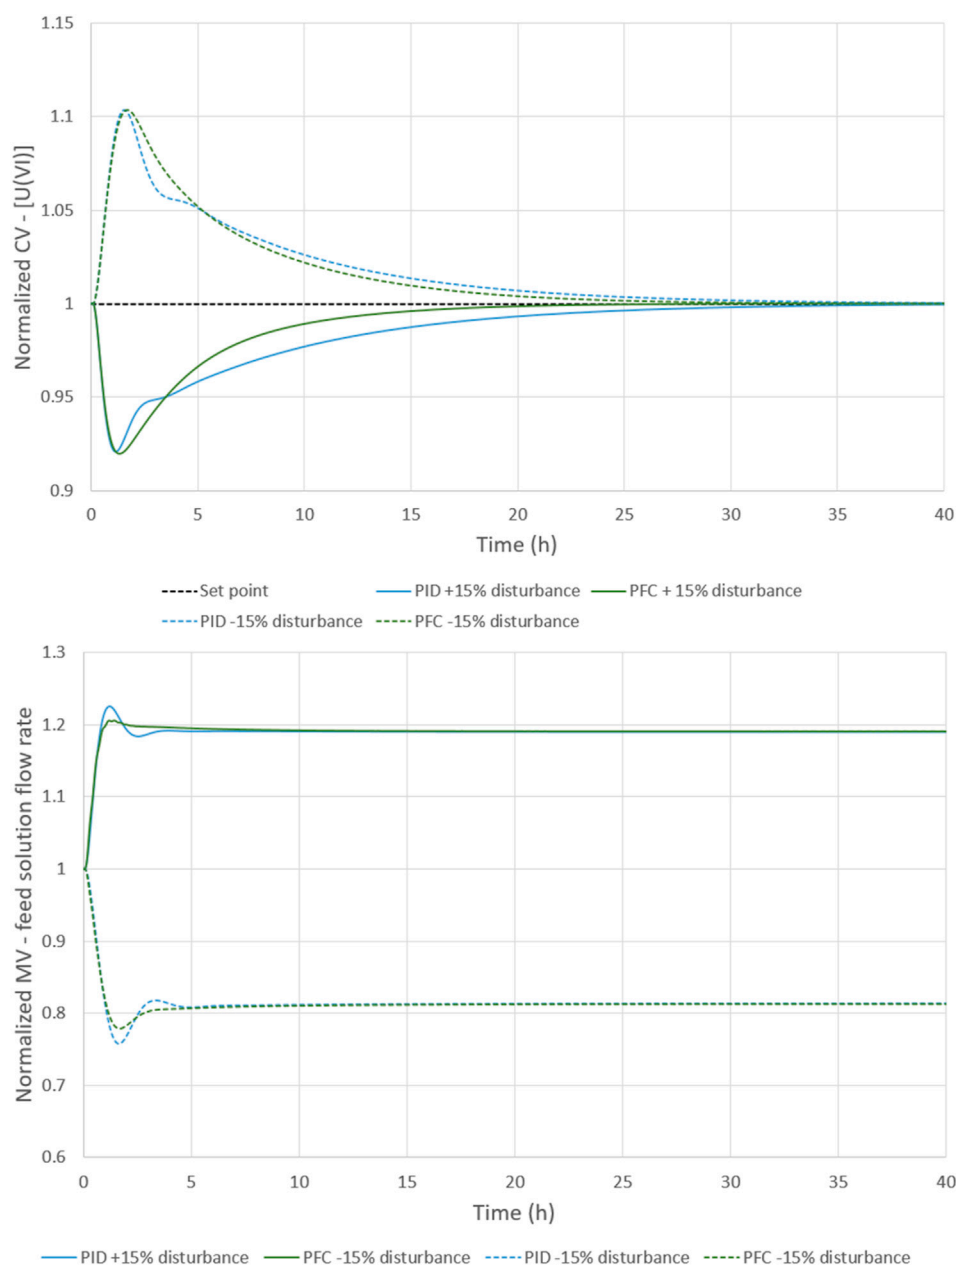 1.15
1.1
1.05
1
0.95
0.9
Normalized CV - [U(VI)]
0 5 10 15 20 25 30 35 40
Time (h)
Set point PID +15% disturbance PFC + 15% disturbance
PID -15% disturbance PFC -15% disturbance
1.3
1.2
1.1
1
0.9
0.8
0.7
0.6
Normalized MV - feed solution flow rate
0 5 10 15 20 25 30 35 40
Time (h)
PID +15% disturbance PFC -15% disturbance PID -15% disturbance PFC -15% disturbance